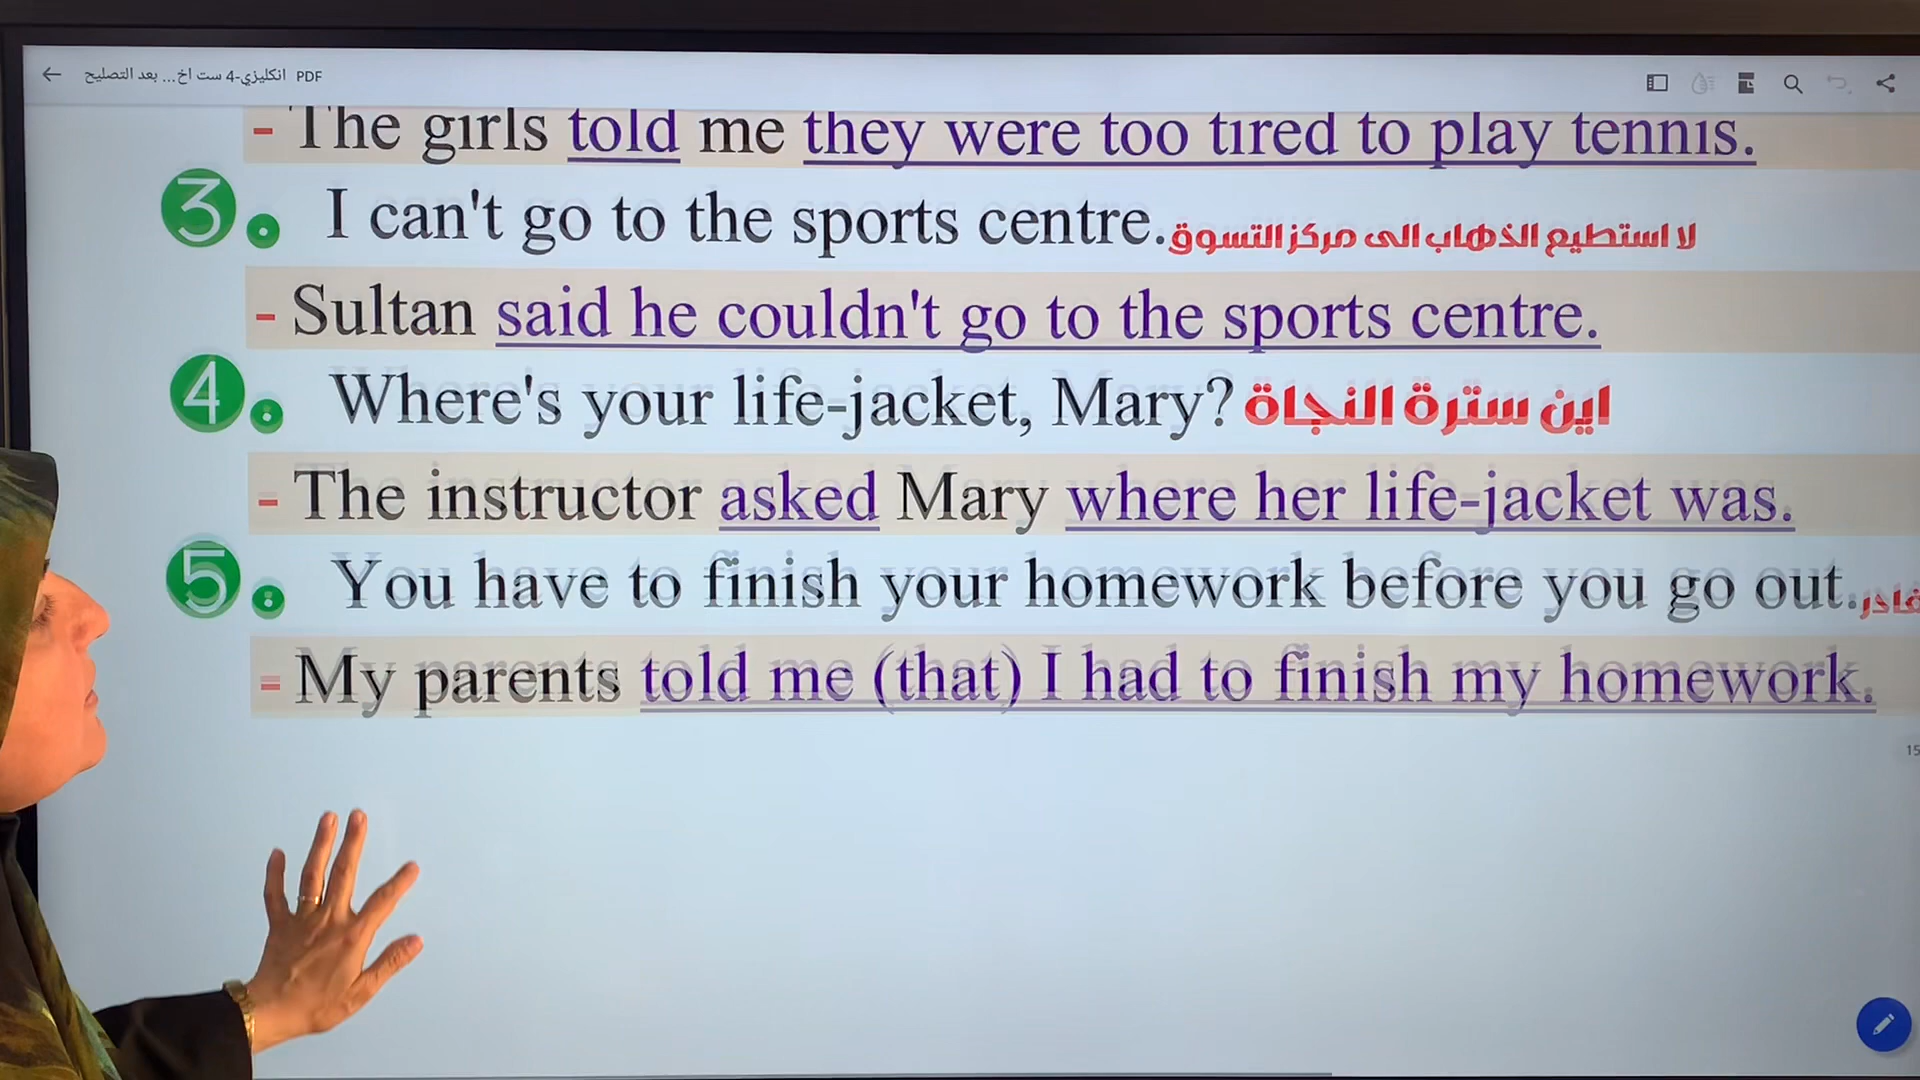 انكليزي-4 ست اخ... بعد التصليح PDF
- The girls told me they were too tired to play tennis.
3. I can't go to the sports centre. لا استطيع الذهاب الى مركز التسوق
- Sultan said he couldn't go to the sports centre.
4. Where's your life-jacket, Mary? اين سترة النجاة
- The instructor asked Mary where her life-jacket was.
5. You have to finish your homework before you go out.
- My parents told me (that) I had to finish my homework.